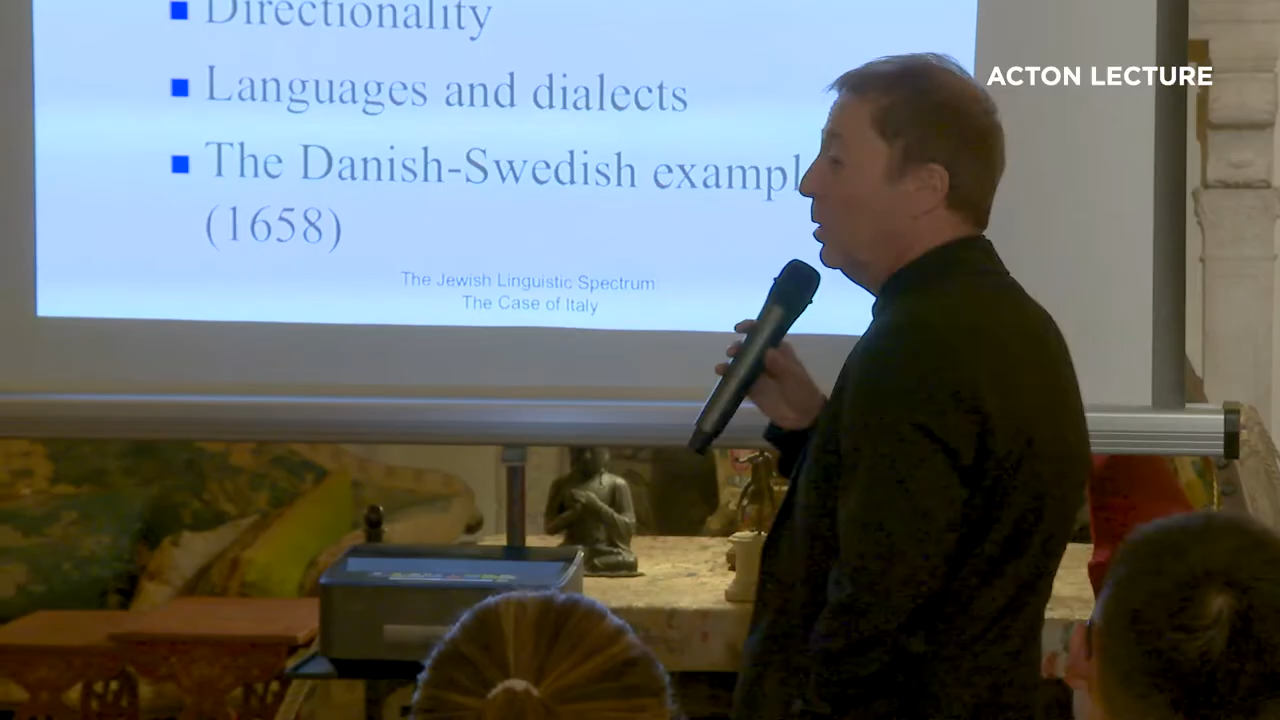 Directionality
ACTON LECTURE
Languages and dialects
The Danish-Swedish exampl
(1658)
The Jewish Linguistic Spectrum
The Case of Italy